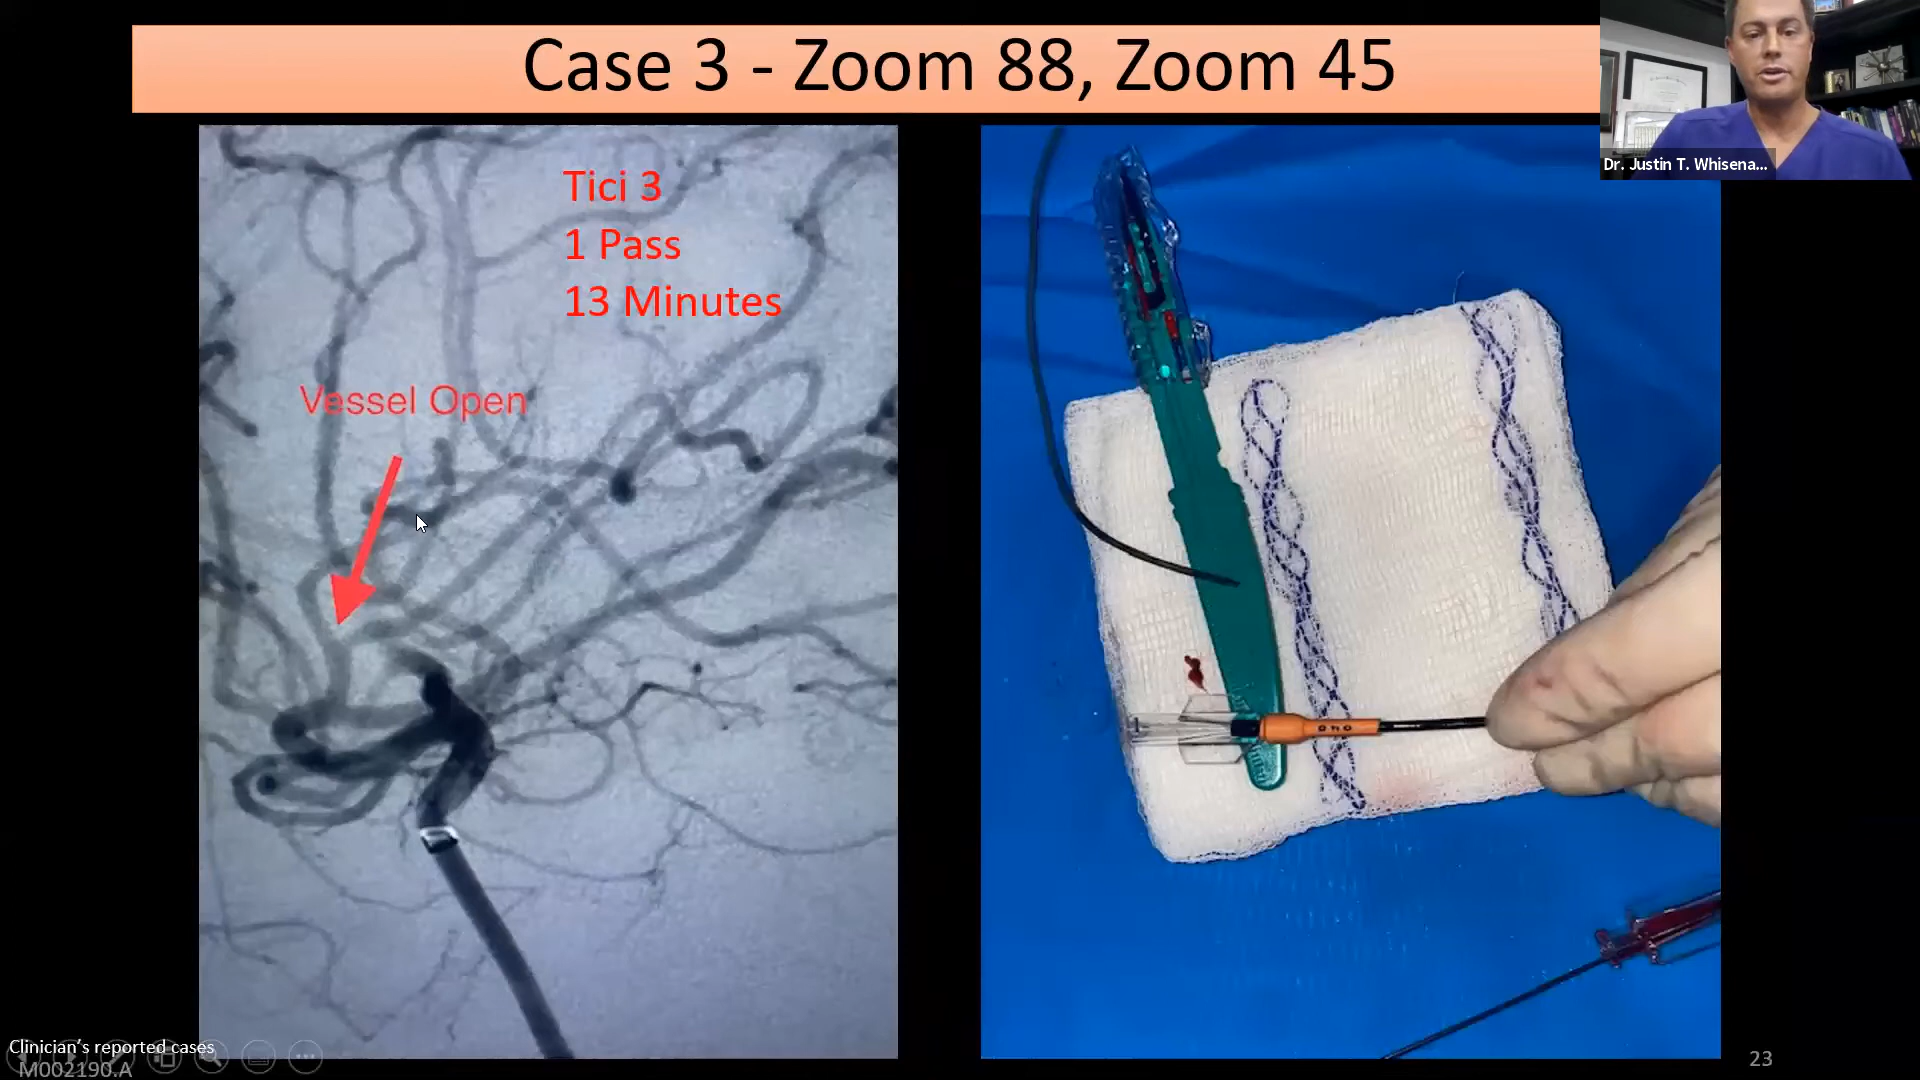 Case 3 - Zoom 88, Zoom 45
Dr. Justin T. Whisena...
Tici 3
1 Pass
13 Minutes
Vessel Open
Clinician's reported cases
M002190.A
23